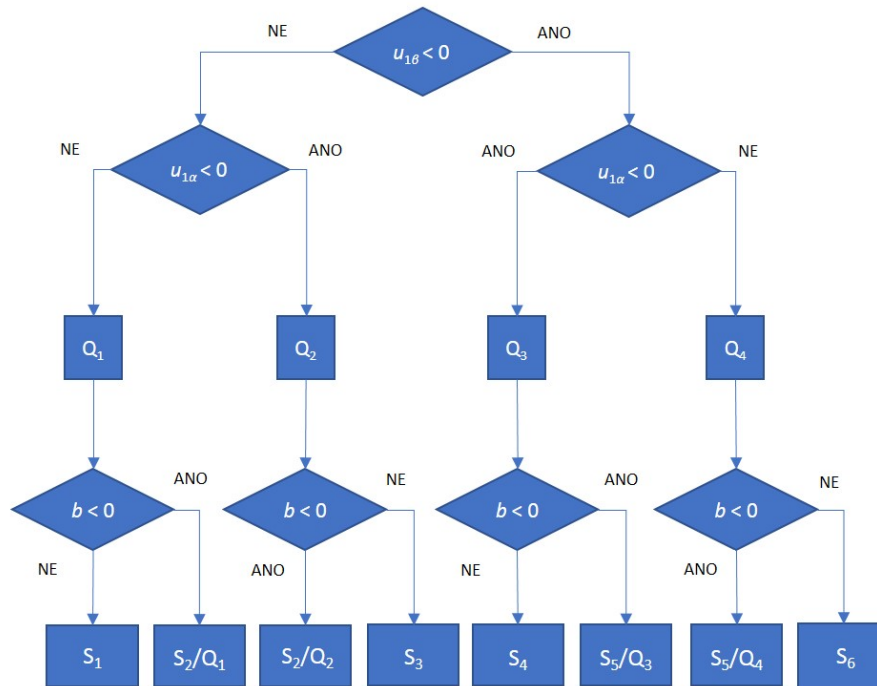 NE
ANO
u₁β < 0
NE
ANO
ANO
NE
u₁α < 0
u₁α < 0
Q₁
Q₂
Q₃
Q₄
ANO
NE
ANO
NE
b < 0
b < 0
b < 0
b < 0
NE
ANO
NE
ANO
S₁
S₂/Q₁
S₂/Q₂
S₃
S₄
S₅/Q₃
S₅/Q₄
S₆